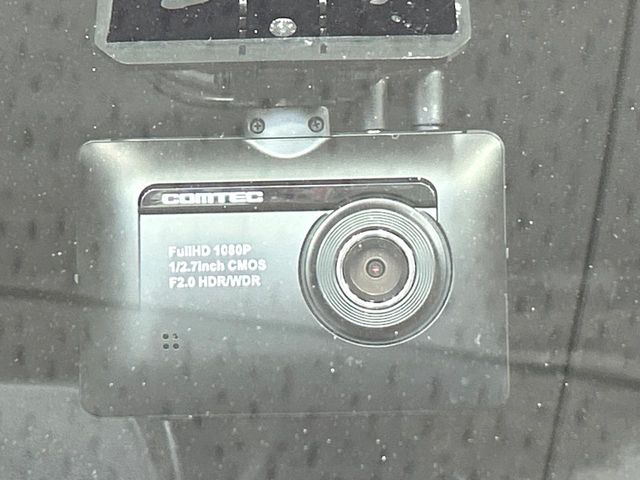 COMTEC
FullHD 1080P
1/2.7inch CMOS
F2.0 HDR/WDR